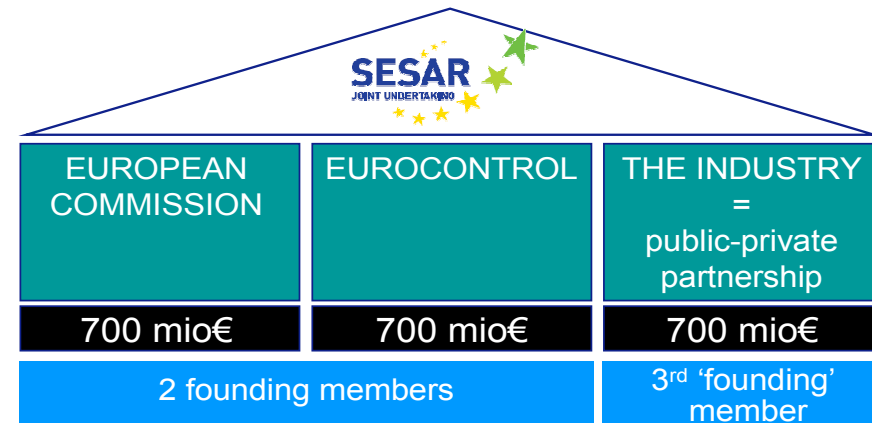 SESAR
JOINT UNDERTAKING
EUROPEAN
COMMISSION
EUROCONTROL
THE INDUSTRY
=
public-private
partnership
700 mio€
700 mio€
700 mio€
2 founding members
3rd ‘founding’
member